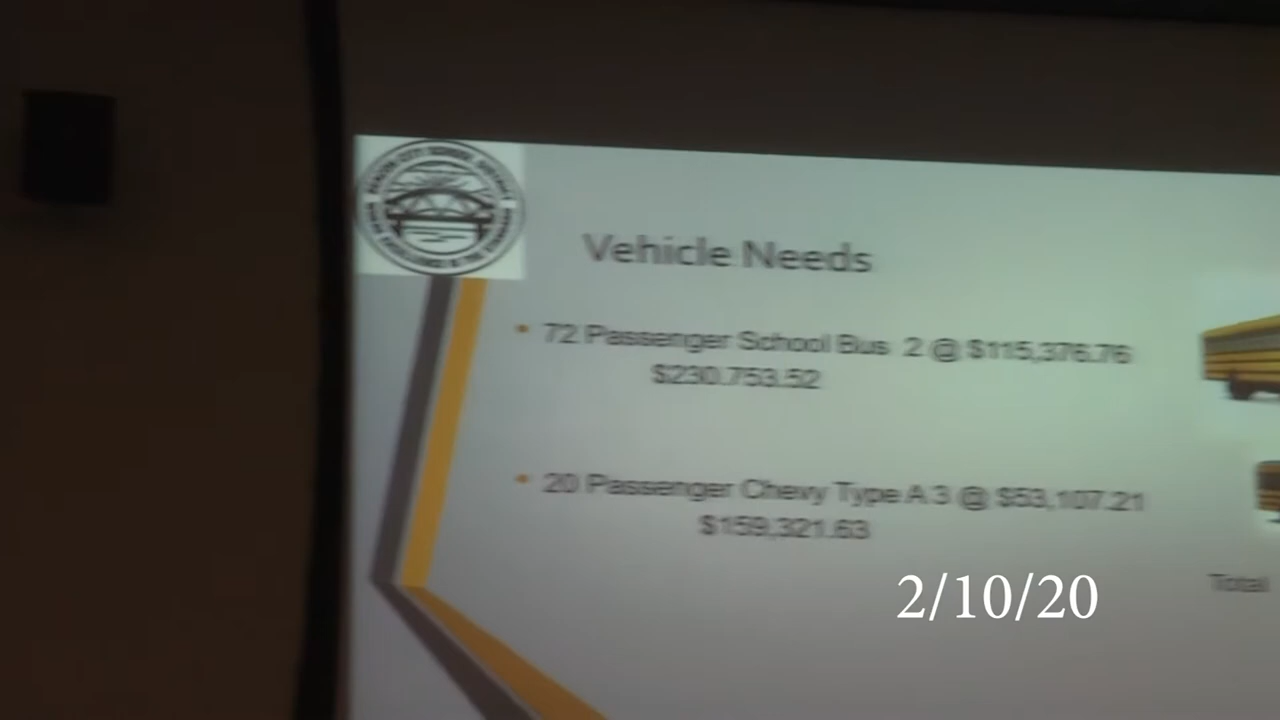 Vehicle Needs
• 72 Passenger School Bus 2 @ $115,376.76
$230.753.52
• 20 Passenger Chevy Type A 3 @ $53,107.21
$159,321.63
Total
2/10/20